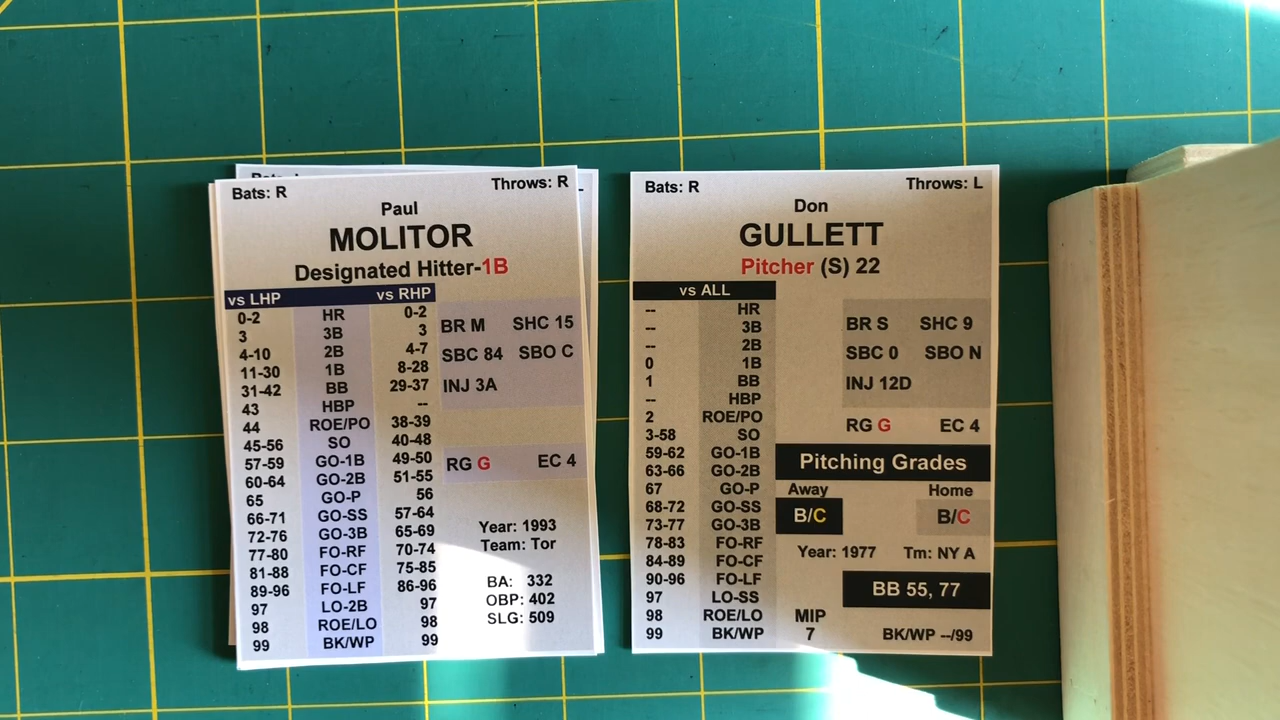 Bats: R Throws: R
Paul
MOLITOR
Designated Hitter-1B
vs LHP vs RHP
0-2 HR 0-2
3 3B 3
4-10 2B 4-7
11-30 1B 8-28
31-42 BB 29-37
43 HBP --
44 ROE/PO 38-39
45-56 SO 40-48
57-59 GO-1B 49-50
60-64 GO-2B 51-55
65 GO-P 56
66-71 GO-SS 57-64
72-76 GO-3B 65-69
77-80 FO-RF 70-74
81-88 FO-CF 75-85
89-96 FO-LF 86-96
97 LO-2B 97
98 ROE/LO 98
99 BK/WP 99
BR M SHC 15
SBC 84 SBO C
INJ 3A
RG G EC 4
Year: 1993
Team: Tor
BA: 332
OBP: 402
SLG: 509
Bats: R Throws: L
Don
GULLETT
Pitcher (S) 22
vs ALL
-- HR
-- 3B
-- 2B
0 1B
1 BB
-- HBP
2 ROE/PO
3-58 SO
59-62 GO-1B
63-66 GO-2B
67 GO-P
68-72 GO-SS
73-77 GO-3B
78-83 FO-RF
84-89 FO-CF
90-96 FO-LF
97 LO-SS
98 ROE/LO
99 BK/WP
BR S SHC 9
SBC 0 SBO N
INJ 12D
RG G EC 4
Pitching Grades
Away Home
B/C B/C
Year: 1977 Tm: NY A
BB 55, 77
MIP
7 BK/WP --/99